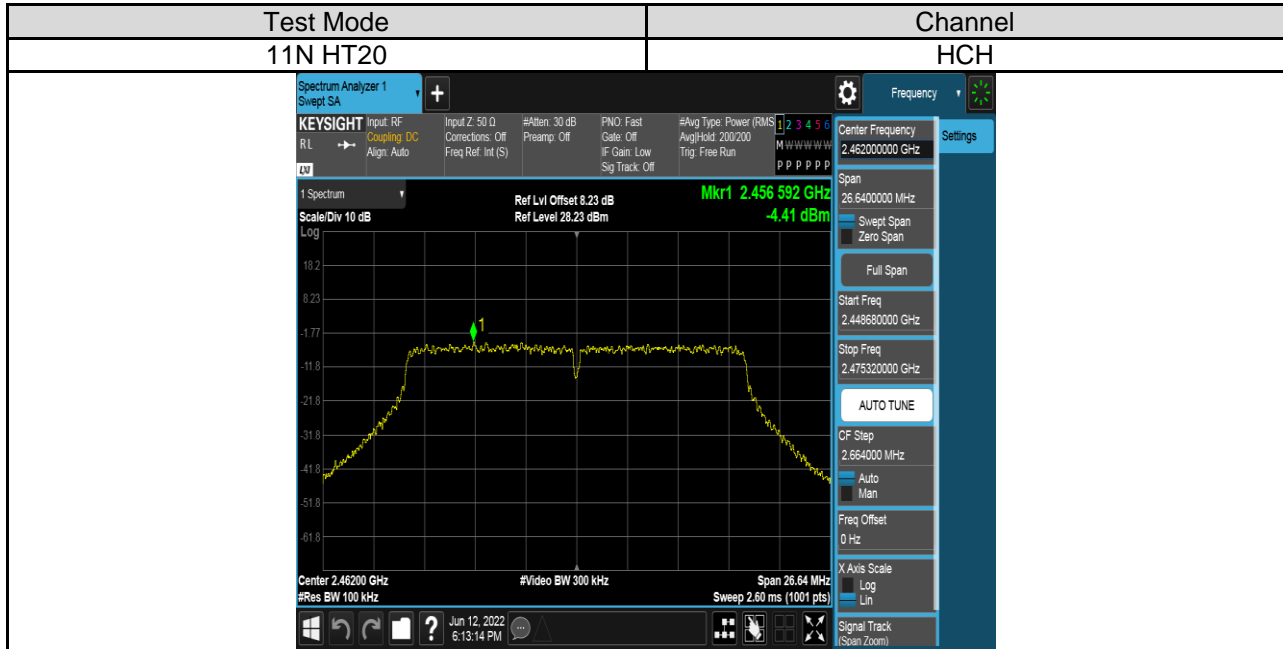 Test Mode Channel
11N HT20 HCH
Spectrum Analyzer 1
Swept SA
+
Frequency
KEYSIGHT
RL
LXI
Input: RF
Coupling: DC
Align: Auto
Input Z: 50 Ω
Corrections: Off
Freq Ref: Int (S)
#Atten: 30 dB
Preamp: Off
PNO: Fast
Gate: Off
IF Gain: Low
Sig Track: Off
#Avg Type: Power (RMS
Avg|Hold: 200/200
Trig: Free Run
1 2 3 4 5 6
M W W W W W
P P P P P P
Center Frequency
2.462000000 GHz
Settings
Span
26.6400000 MHz
Swept Span
Zero Span
Full Span
Start Freq
2.448680000 GHz
Stop Freq
2.475320000 GHz
AUTO TUNE
CF Step
2.664000 MHz
Auto
Man
Freq Offset
0 Hz
X Axis Scale
Log
Lin
Signal Track
(Span Zoom)
1 Spectrum
Scale/Div 10 dB
Ref Lvl Offset 8.23 dB
Ref Level 28.23 dBm
Mkr1 2.456 592 GHz
-4.41 dBm
Log
18.2
8.23
-1.77
-11.8
-21.8
-31.8
-41.8
-51.8
-61.8
1
Center 2.46200 GHz
#Res BW 100 kHz
#Video BW 300 kHz
Span 26.64 MHz
Sweep 2.60 ms (1001 pts)
?
Jun 12, 2022
6:13:14 PM